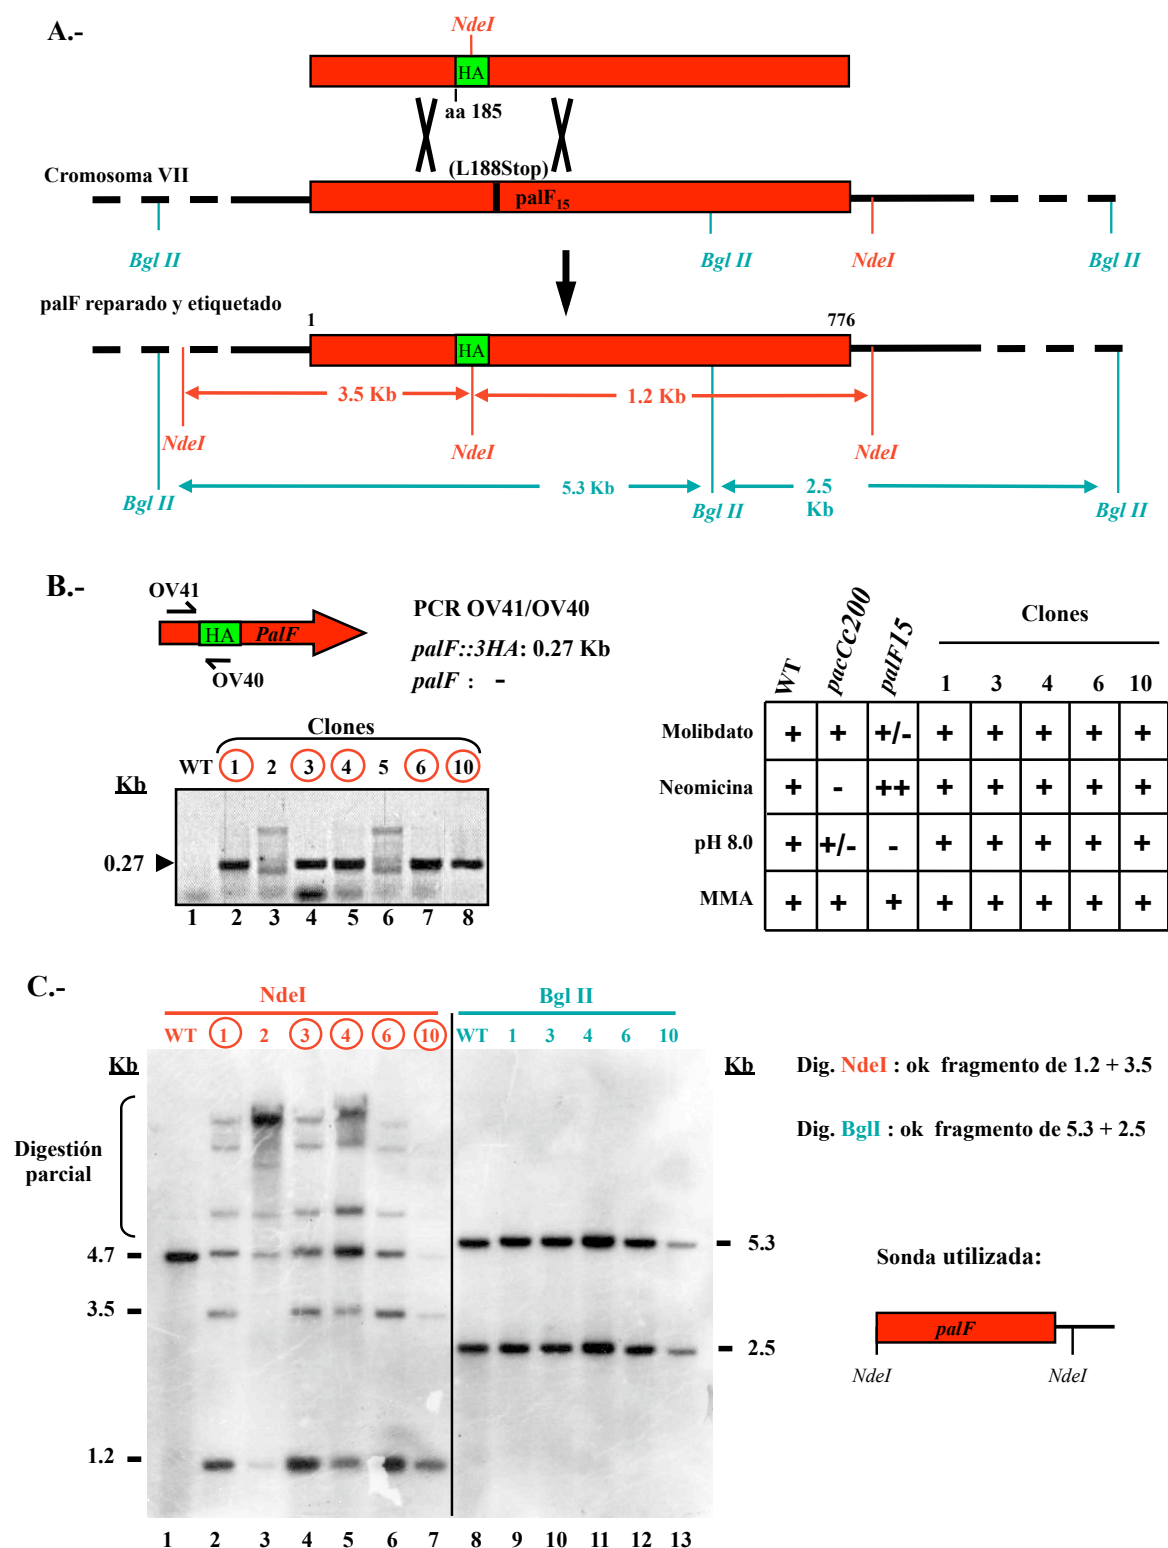 A.-
NdeI
HA
aa 185
(L188Stop)
Cromosoma VII
palF15
Bgl II
Bgl II
NdeI
Bgl II
palF reparado y etiquetado
1
776
HA
3.5 Kb
1.2 Kb
NdeI
NdeI
NdeI
5.3 Kb
2.5
Kb
Bgl II
Bgl II
Bgl II
B.-
OV41
HA PalF
OV40
PCR OV41/OV40
palF::3HA: 0.27 Kb
palF : -
Clones
Kb
WT 1 2 3 4 5 6 10
0.27
1 2 3 4 5 6 7 8
Clones
WT pacCc200 palF15 1 3 4 6 10
Molibdato + + +/- + + + + +
Neomicina + - ++ + + + + +
pH 8.0 + +/- - + + + + +
MMA + + + + + + + +
C.-
NdeI
Bgl II
WT 1 2 3 4 6 10
WT 1 3 4 6 10
Kb
Kb
Digestión
parcial
4.7
3.5
1.2
5.3
2.5
1 2 3 4 5 6 7 8 9 10 11 12 13
Dig. NdeI : ok fragmento de 1.2 + 3.5
Dig. BglI : ok fragmento de 5.3 + 2.5
Sonda utilizada:
palF
NdeI
NdeI